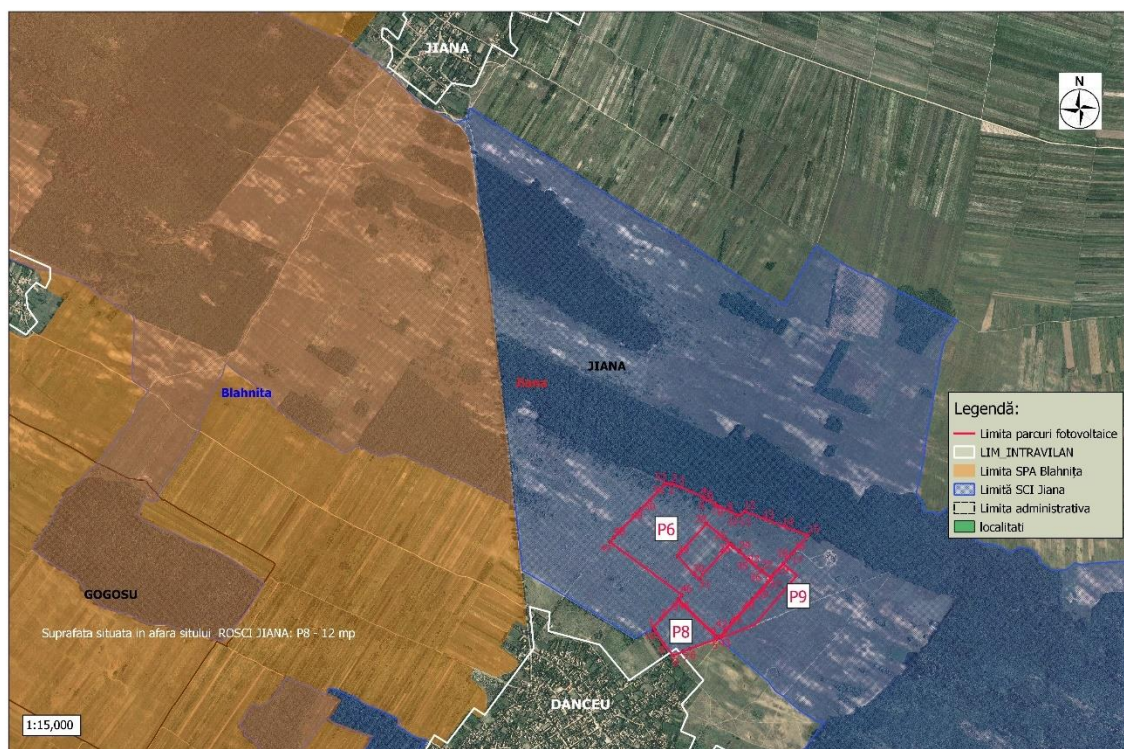 JIANA
N
JIANA
Jiana
Blahnita
Legendă:
Limita parcuri fotovoltaice
LIM_INTRAVILAN
Limita SPA Blahnița
Limită SCI Jiana
Limita administrativa
localitati
P6
P9
P8
GOGOSU
Suprafata situata in afara sitului ROSCI JIANA: P8 - 12 mp
DANCEU
1:15,000